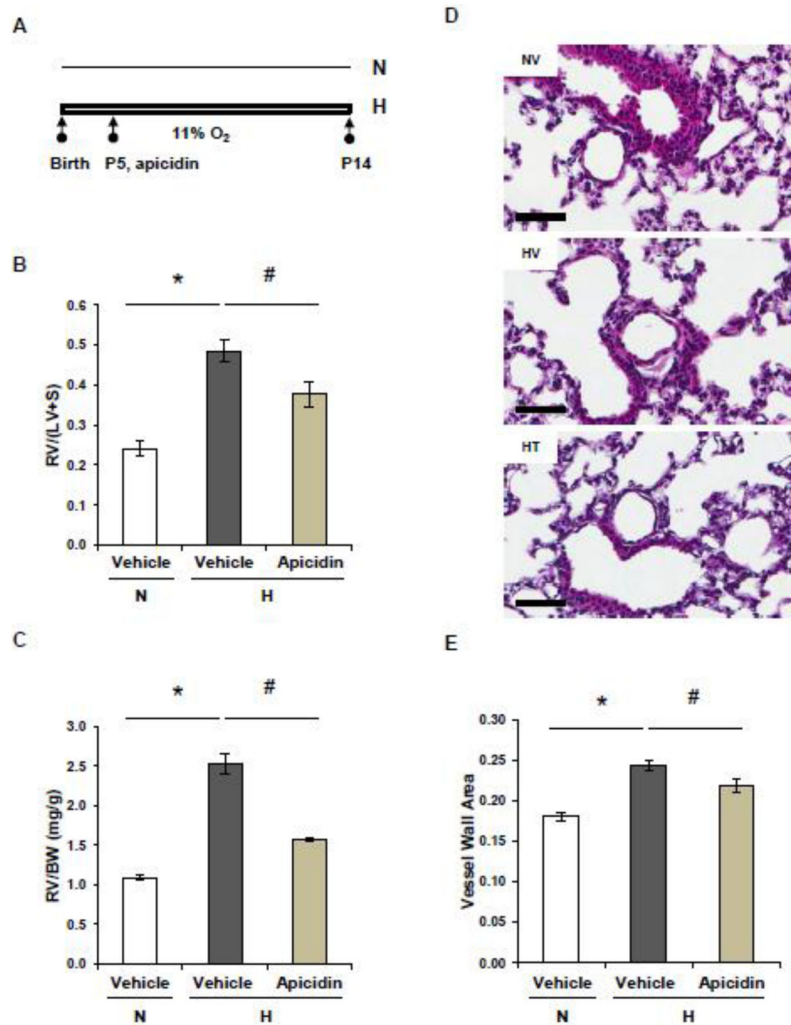 A
N
H
11% O₂
Birth
P5, apicidin
P14
B
*
#
RV/(LV+S)
0.6
0.5
0.4
0.3
0.2
0.1
0.0
Vehicle
Vehicle
Apicidin
N
H
C
*
#
RV/BW (mg/g)
3.0
2.5
2.0
1.5
1.0
0.5
0.0
Vehicle
Vehicle
Apicidin
N
H
D
NV
HV
HT
E
*
#
Vessel Wall Area
0.30
0.25
0.20
0.15
0.10
0.05
0.00
Vehicle
Vehicle
Apicidin
N
H